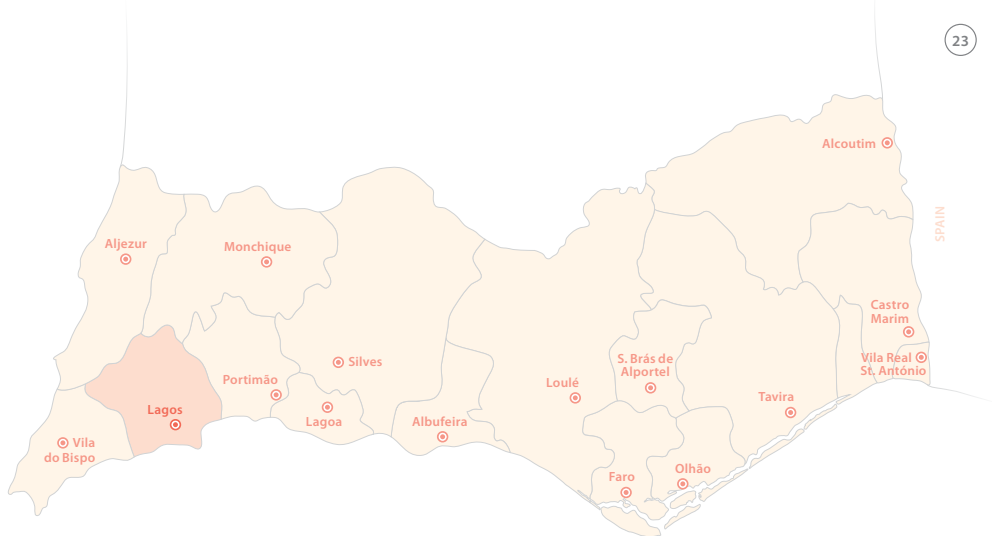 23
Alcoutim
SPAIN
Aljezur
Monchique
Castro
Marim
Silves
S. Brás de
Alportel
Vila Real
St. António
Portimão
Loulé
Tavira
Lagos
Lagoa
Albufeira
Vila
do Bispo
Faro
Olhão